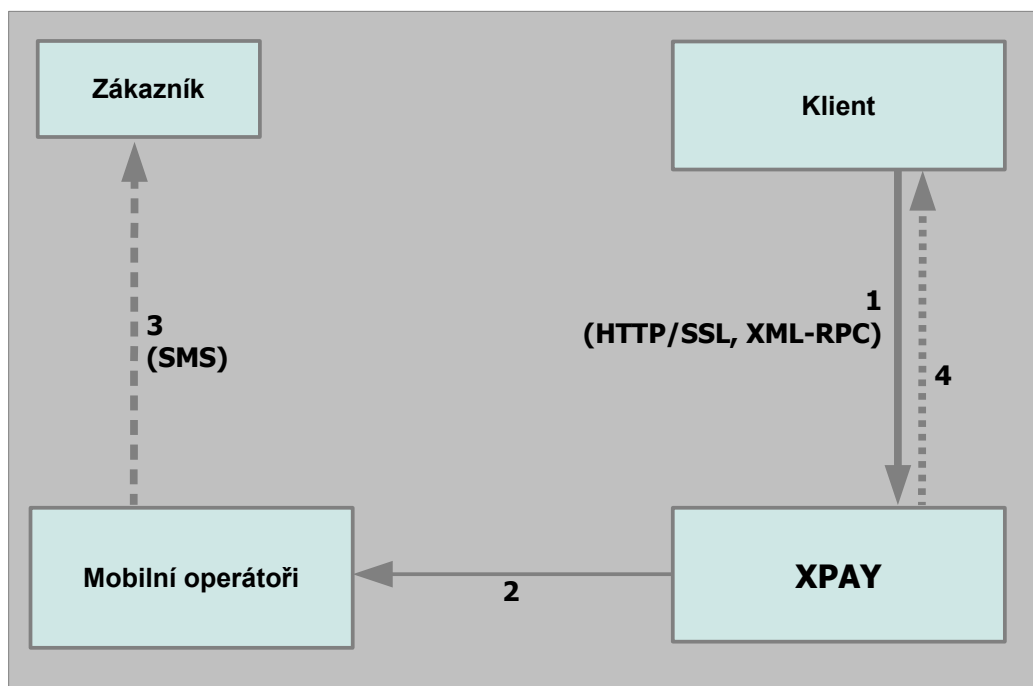 Zákazník
Klient
1
(HTTP/SSL, XML-RPC)
3
(SMS)
4
Mobilní operátoři
2
XPAY